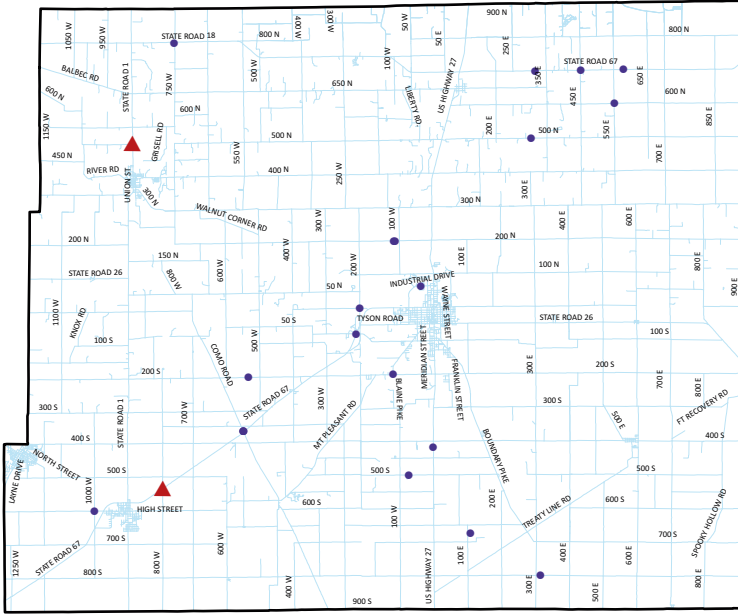 900 N
1050 W
950 W
STATE ROAD 18
800 N
400 W
300 W
50 W
50 E
250 E
800 N
BALBEC RD
STATE ROAD 1
750 W
500 W
650 N
100 W
US HIGHWAY 27
LIBERTY RD
STATE ROAD 67
350 E
450 E
650 E
600 N
600 N
600 N
1150 W
GRISELL RD
500 N
550 W
200 E
500 N
550 E
850 E
450 N
RIVER RD
UNION ST
300 N
400 N
250 W
300 E
700 E
300 N
WALNUT CORNER RD
300 W
100 W
400 E
600 E
200 N
150 N
400 W
200 W
100 E
200 N
STATE ROAD 26
800 W
600 W
50 N
INDUSTRIAL DRIVE
100 N
800 E
900 E
1100 W
KNOX RD
50 S
TYSON ROAD
WAYNE STREET
STATE ROAD 26
100 S
100 S
COMO ROAD
500 W
MERIDIAN STREET
300 E
200 S
200 S
STATE ROAD 67
300 W
BLAINE PIKE
FRANKLIN STREET
700 E
800 E
300 S
STATE ROAD 1
700 W
MT PLEASANT RD
300 S
500 E
FT RECOVERY RD
400 S
400 S
LAYNE DRIVE
NORTH STREET
500 S
1000 W
500 S
BOUNDARY PIKE
500 S
HIGH STREET
600 S
100 W
200 E
TREATY LINE RD
600 S
SPOOKY HOLLOW RD
700 S
600 W
700 S
1250 W
STATE ROAD 67
800 W
800 S
400 W
900 S
US HIGHWAY 27
100 E
300 E
400 E
500 E
600 E
800 E